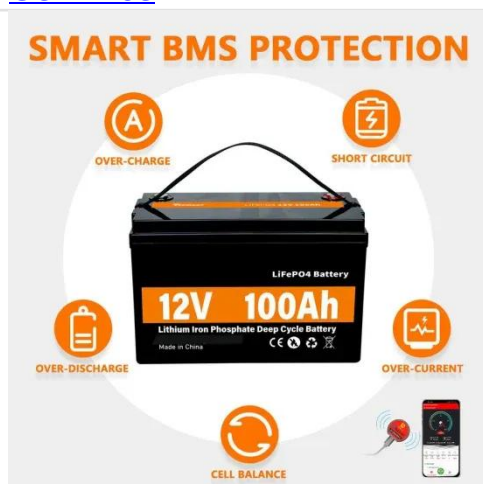 SMART BMS PROTECTION
OVER-CHARGE
SHORT CIRCUIT
LiFePO4 Battery
12V 100Ah
Lithium Iron Phosphate Deep Cycle Battery
Made in China
CE
OVER-DISCHARGE
OVER-CURRENT
CELL BALANCE